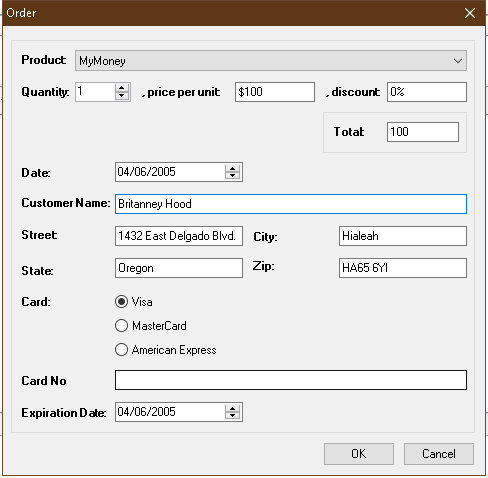 Order
Product: MyMoney
Quantity: 1 , price per unit: $100 , discount: 0%
Total: 100
Date: 04/06/2005
Customer Name: Britanney Hood
Street: 1432 East Delgado Blvd. City: Hialeah
State: Oregon Zip: HA65 6YI
Card: Visa
MasterCard
American Express
Card No
Expiration Date: 04/06/2005
OK Cancel